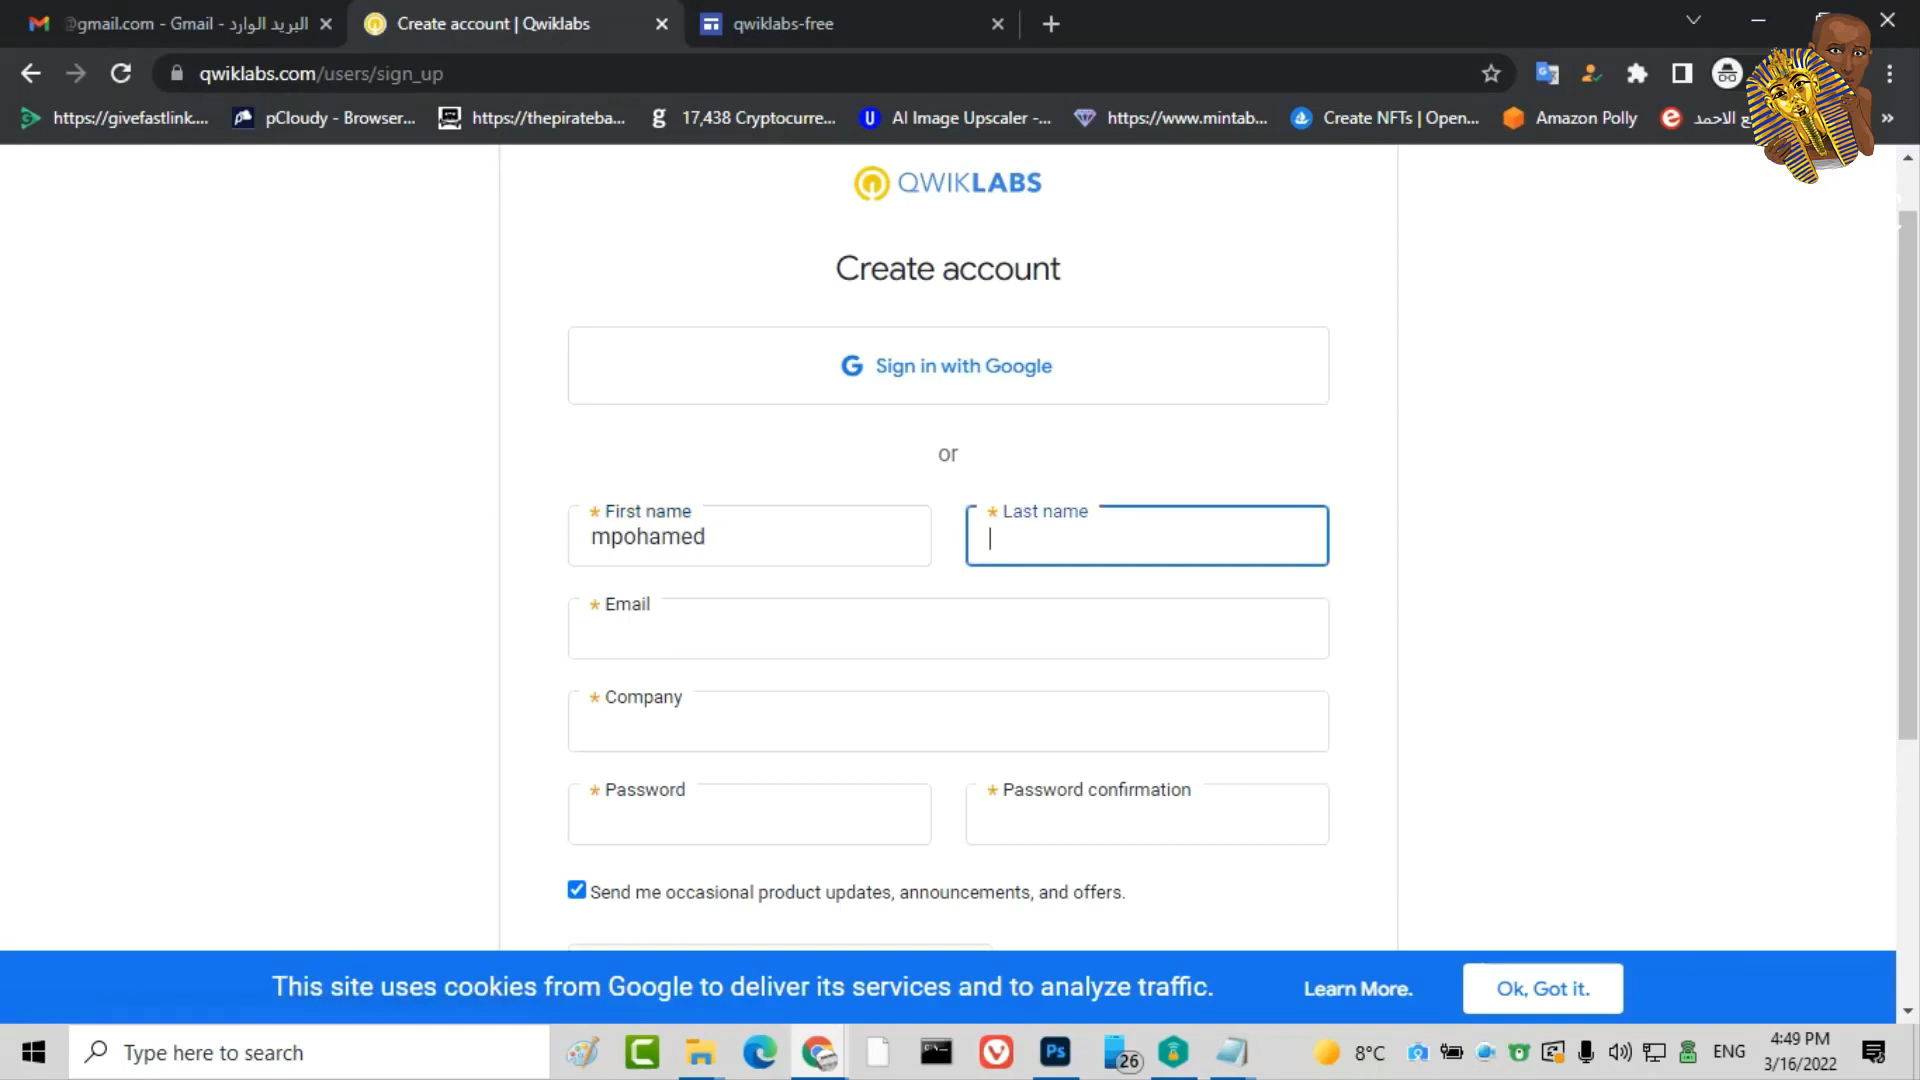 @gmail.com - Gmail - البريد الوارد
Create account | Qwiklabs
qwiklabs-free
qwiklabs.com/users/sign_up
https://givefastlink....
pCloudy - Browser...
https://thepirateba...
17,438 Cryptocurre...
AI Image Upscaler -...
https://www.mintab...
Create NFTs | Open...
Amazon Polly
الاحمد
»
QWIKLABS
Create account
Sign in with Google
or
* First name
mpohamed
* Last name
* Email
* Company
* Password
* Password confirmation
Send me occasional product updates, announcements, and offers.
This site uses cookies from Google to deliver its services and to analyze traffic.
Learn More.
Ok, Got it.
Type here to search
Ps
26
8°C
ENG
4:49 PM
3/16/2022